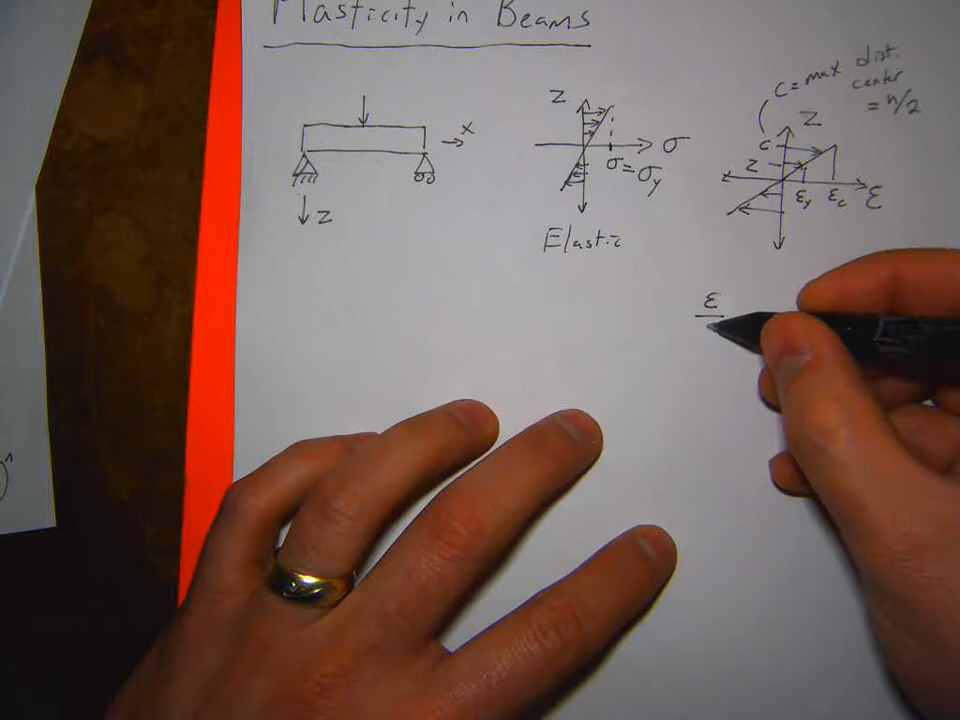 Plasticity in Beams
x
z
z
σ
σ = σy
Elastic
c = max dist.
center
= h/2
z
c
z
εy
εc
ε
ε